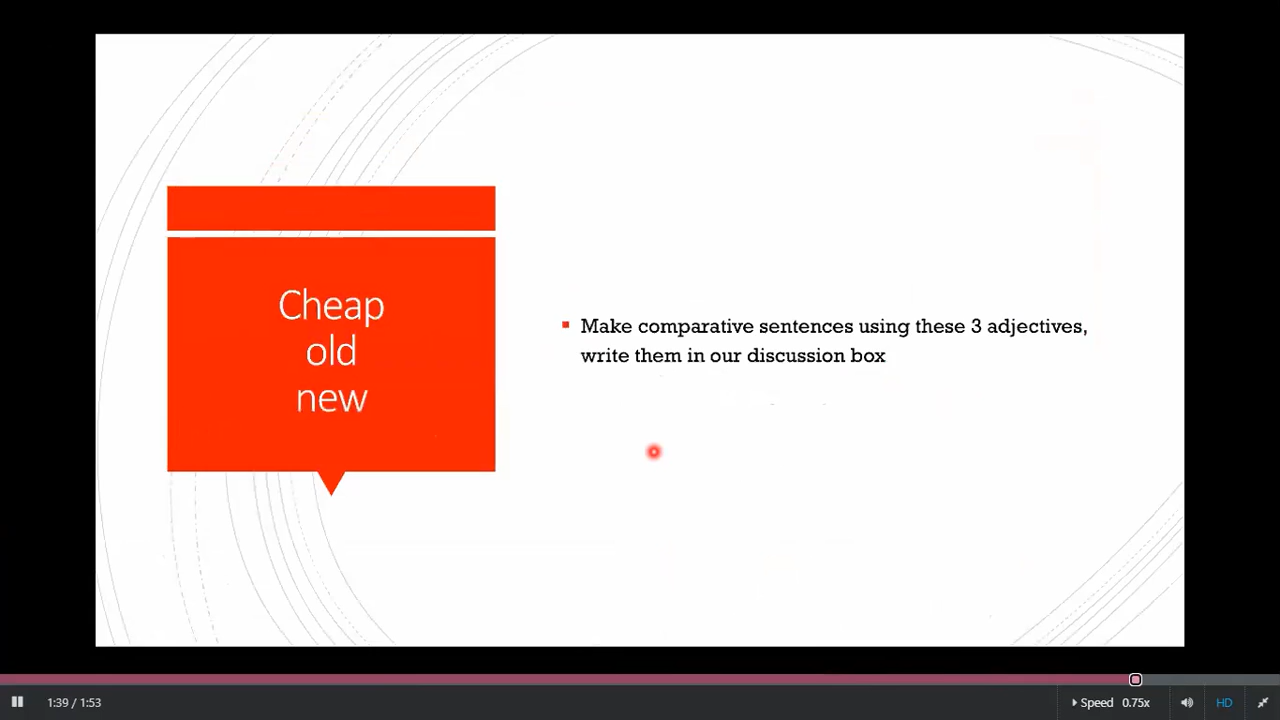 Cheap
old
new
Make comparative sentences using these 3 adjectives,
write them in our discussion box
1:39 / 1:53
Speed 0.75x
HD